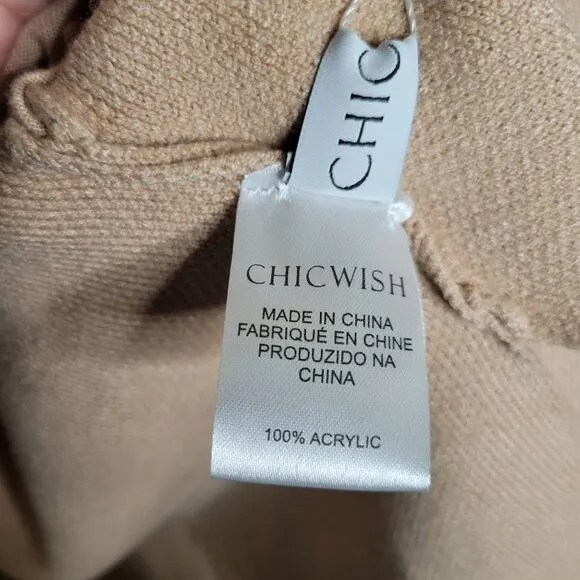 CHIC
CHICWISH
MADE IN CHINA
FABRIQUÉ EN CHINE
PRODUZIDO NA
CHINA
100% ACRYLIC